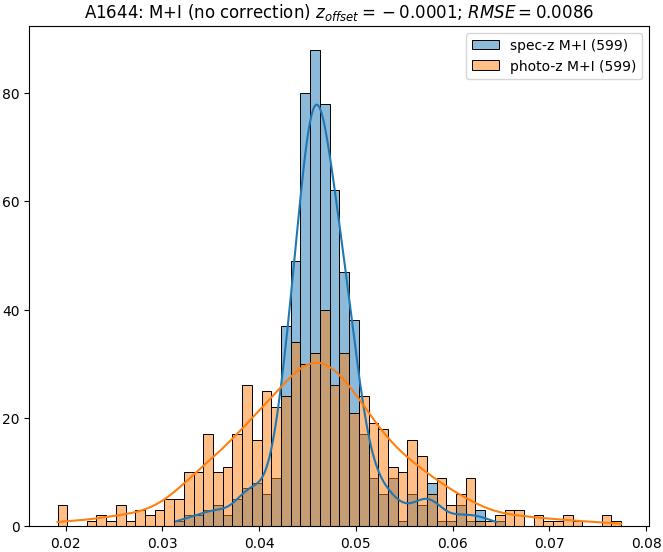 A1644: M+I (no correction) z_offset = −0.0001; RMSE = 0.0086
spec-z M+I (599)
photo-z M+I (599)
80
60
40
20
0
0.02 0.03 0.04 0.05 0.06 0.07 0.08